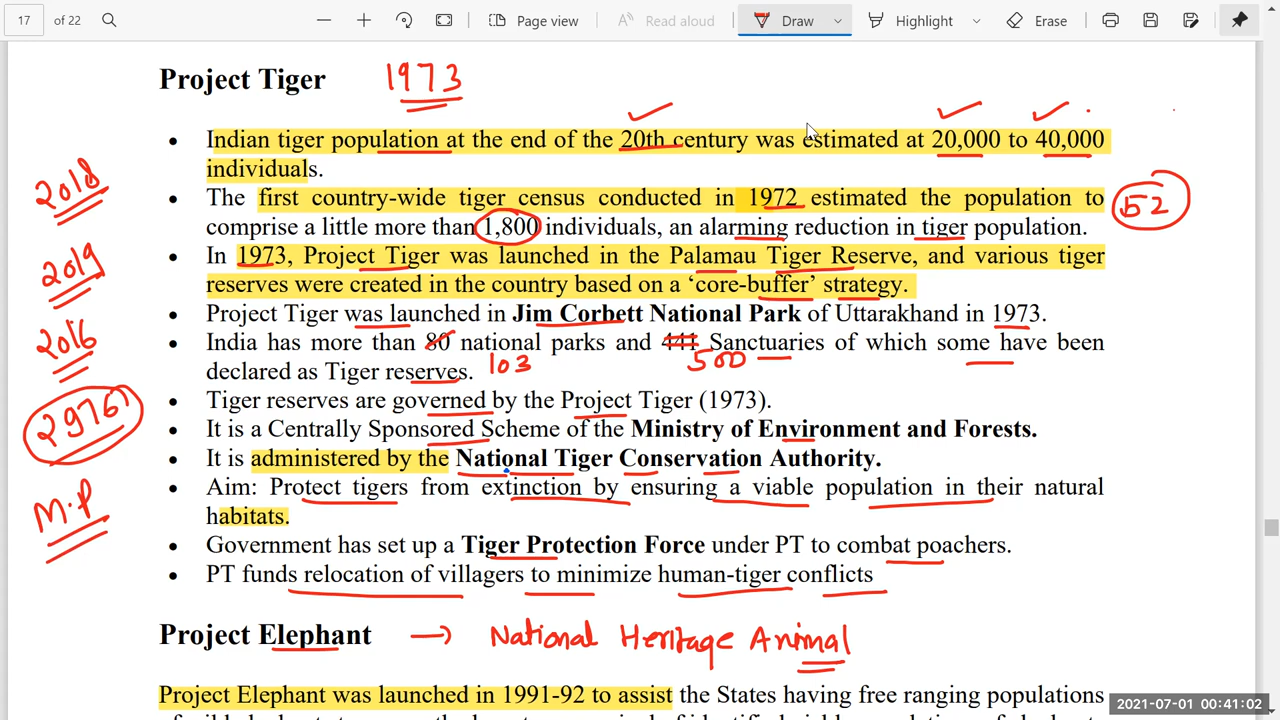 17 of 22 Page view Read aloud Draw Highlight Erase
Project Tiger 1973
• Indian tiger population at the end of the 20th century was estimated at 20,000 to 40,000
individuals.
2018
• The first country-wide tiger census conducted in 1972 estimated the population to 52
comprise a little more than 1,800 individuals, an alarming reduction in tiger population.
• In 1973, Project Tiger was launched in the Palamau Tiger Reserve, and various tiger
2019
reserves were created in the country based on a ‘core-buffer’ strategy.
• Project Tiger was launched in Jim Corbett National Park of Uttarakhand in 1973.
2016
• India has more than 80 national parks and 441 Sanctuaries of which some have been
declared as Tiger reserves. 103 500
• Tiger reserves are governed by the Project Tiger (1973).
2967
• It is a Centrally Sponsored Scheme of the Ministry of Environment and Forests.
• It is administered by the National Tiger Conservation Authority.
• Aim: Protect tigers from extinction by ensuring a viable population in their natural
M.P
habitats.
• Government has set up a Tiger Protection Force under PT to combat poachers.
• PT funds relocation of villagers to minimize human-tiger conflicts
Project Elephant → National Heritage Animal
Project Elephant was launched in 1991-92 to assist the States having free ranging populations
2021-07-01 00:41:02